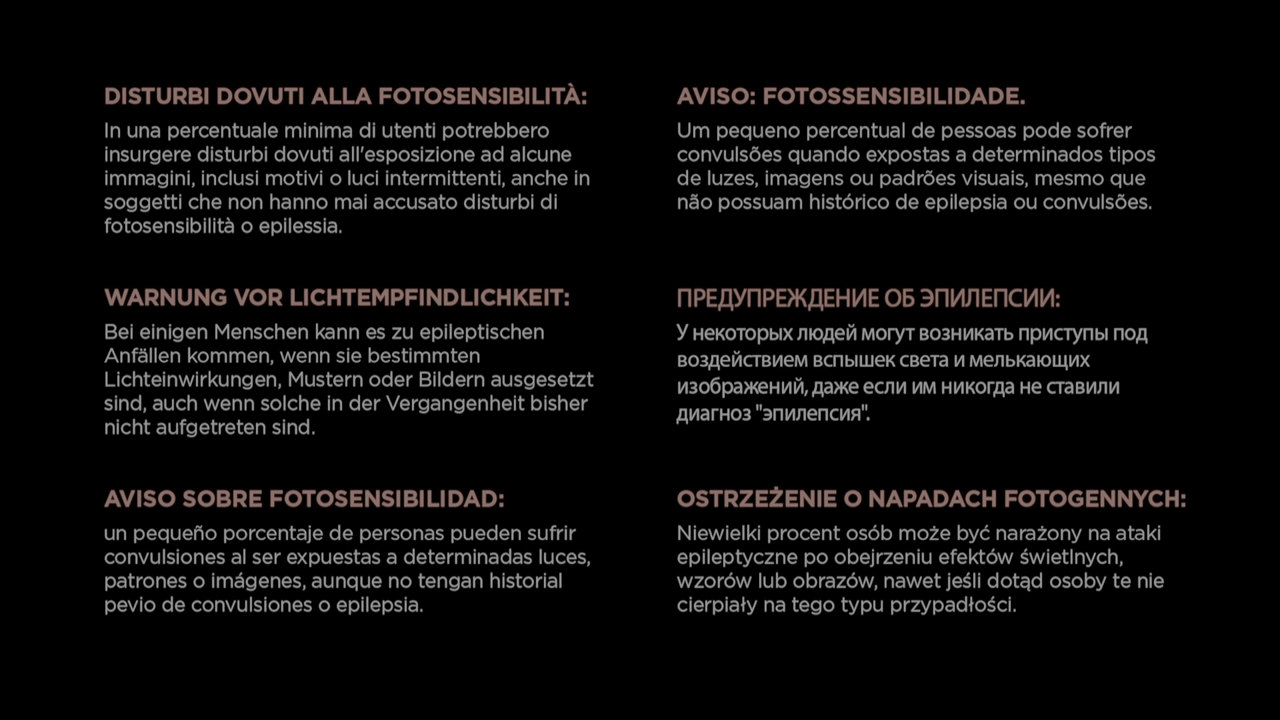 DISTURBI DOVUTI ALLA FOTOSENSIBILITÀ:
In una percentuale minima di utenti potrebbero
insurgere disturbi dovuti all'esposizione ad alcune
immagini, inclusi motivi o luci intermittenti, anche in
soggetti che non hanno mai accusato disturbi di
fotosensibilità o epilessia.
WARNUNG VOR LICHTEMPFINDLICHKEIT:
Bei einigen Menschen kann es zu epileptischen
Anfällen kommen, wenn sie bestimmten
Lichteinwirkungen, Mustern oder Bildern ausgesetzt
sind, auch wenn solche in der Vergangenheit bisher
nicht aufgetreten sind.
AVISO SOBRE FOTOSENSIBILIDAD:
un pequeño porcentaje de personas pueden sufrir
convulsiones al ser expuestas a determinadas luces,
patrones o imágenes, aunque no tengan historial
pevio de convulsiones o epilepsia.
AVISO: FOTOSSENSIBILIDADE.
Um pequeno percentual de pessoas pode sofrer
convulsões quando expostas a determinados tipos
de luzes, imagens ou padrões visuais, mesmo que
não possuam histórico de epilepsia ou convulsões.
ПРЕДУПРЕЖДЕНИЕ ОБ ЭПИЛЕПСИИ:
У некоторых людей могут возникать приступы под
воздействием вспышек света и мелькающих
изображений, даже если им никогда не ставили
диагноз "эпилепсия".
OSTRZEŻENIE O NAPADACH FOTOGENNYCH:
Niewielki procent osób może być narażony na ataki
epileptyczne po obejrzeniu efektów świetlnych,
wzorów lub obrazów, nawet jeśli dotąd osoby te nie
cierpiały na tego typu przypadłości.